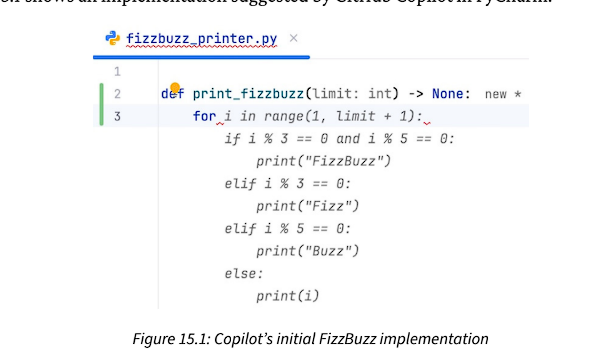 shows an implementation suggested by GitHub Copilot in PyCharm.
fizzbuzz_printer.py ×
1
2 def print_fizzbuzz(limit: int) -> None: new *
3 for i in range(1, limit + 1):
if i % 3 == 0 and i % 5 == 0:
print("FizzBuzz")
elif i % 3 == 0:
print("Fizz")
elif i % 5 == 0:
print("Buzz")
else:
print(i)
Figure 15.1: Copilot’s initial FizzBuzz implementation